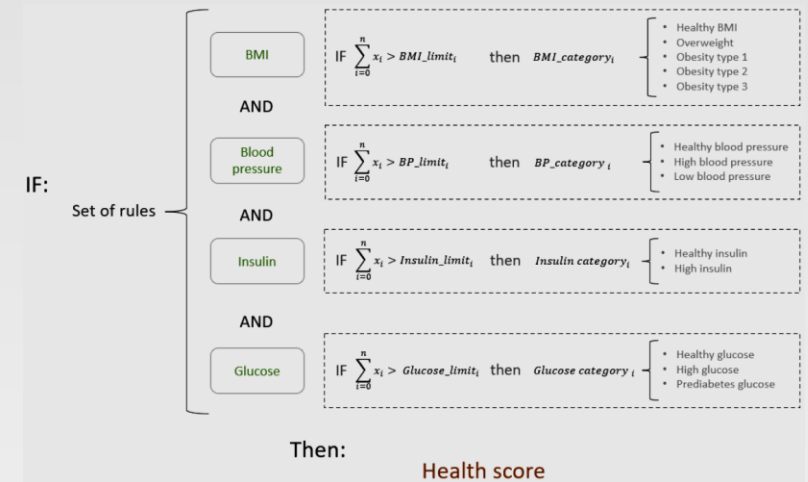 BMI
IF ∑_{i=0}^{n} x_i > BMI_limit_i then BMI_category_i
• Healthy BMI
• Overweight
• Obesity type 1
• Obesity type 2
• Obesity type 3
AND
Blood
pressure
IF ∑_{i=0}^{n} x_i > BP_limit_i then BP_category_i
• Healthy blood pressure
• High blood pressure
• Low blood pressure
IF:
Set of rules
AND
Insulin
IF ∑_{i=0}^{n} x_i > Insulin_limit_i then Insulin category_i
• Healthy insulin
• High insulin
AND
Glucose
IF ∑_{i=0}^{n} x_i > Glucose_limit_i then Glucose category_i
• Healthy glucose
• High glucose
• Prediabetes glucose
Then:
Health score